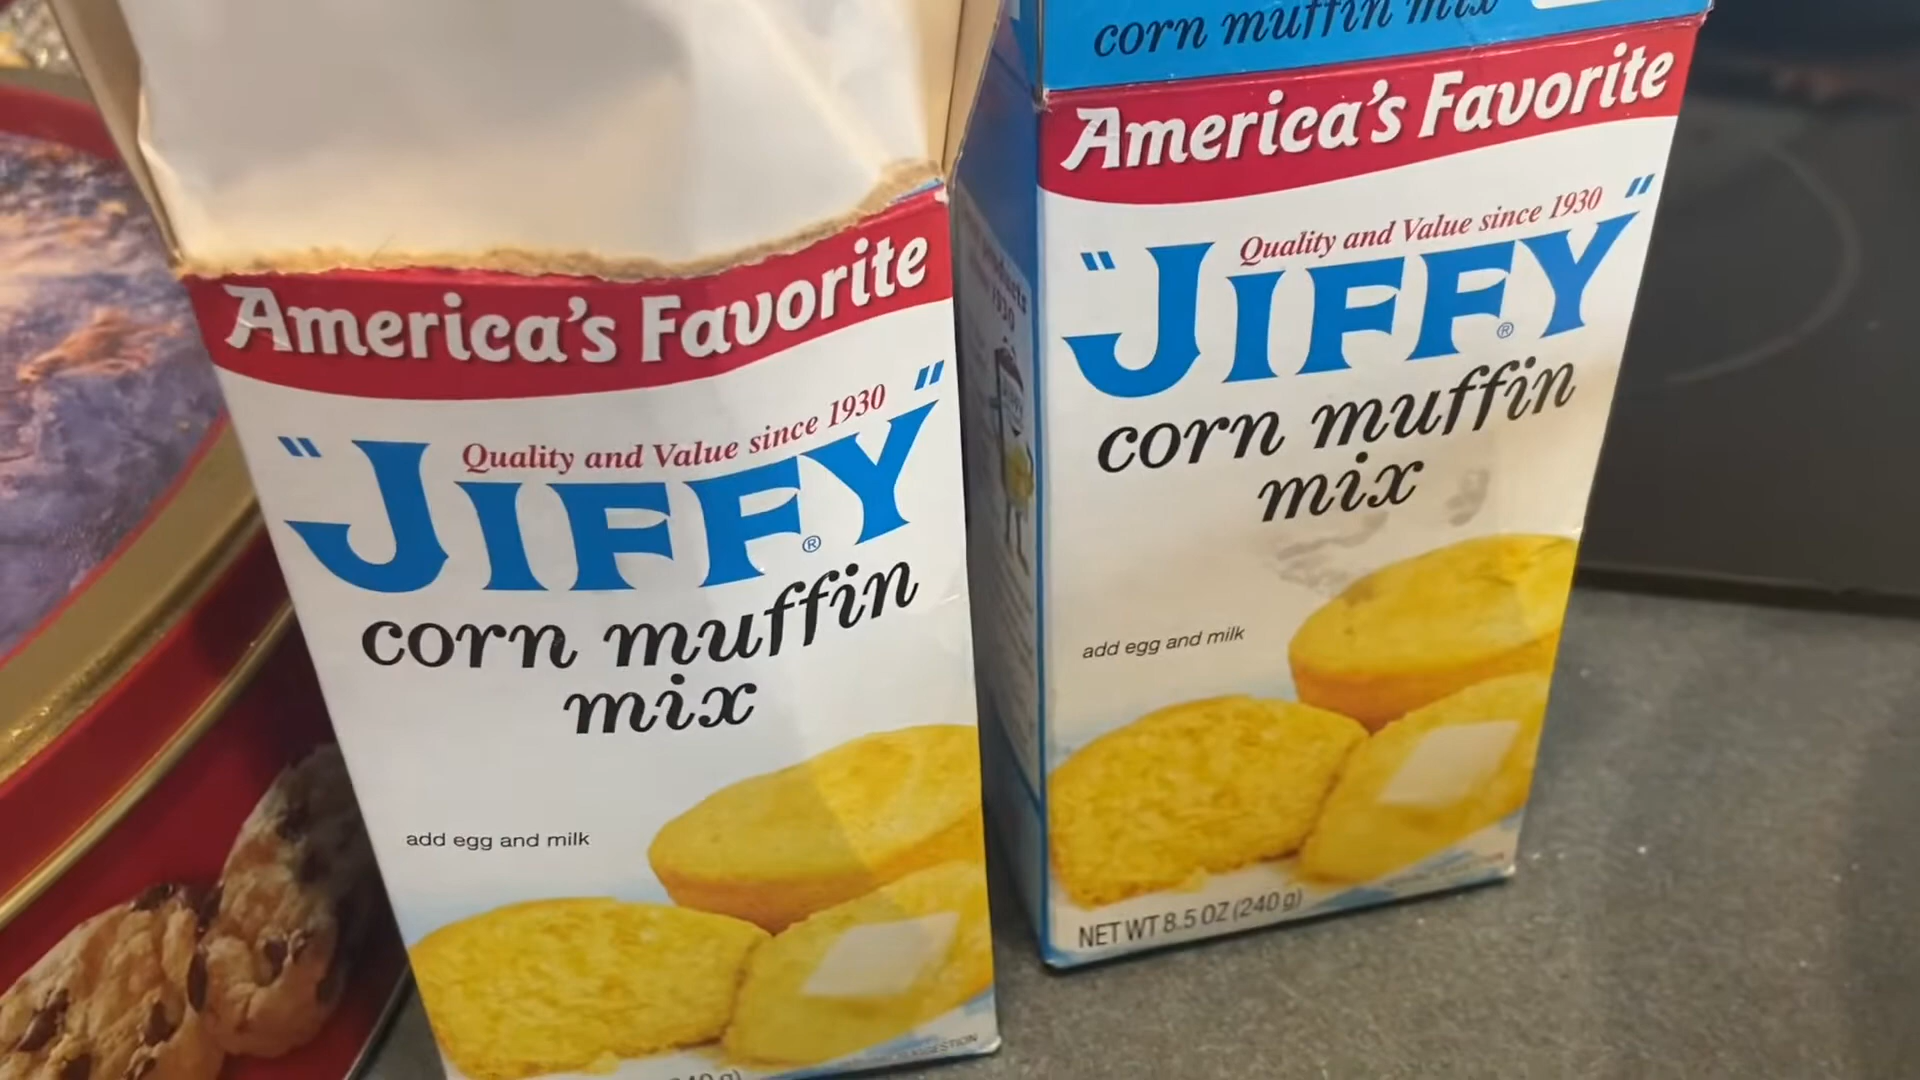 America's Favorite
Quality and Value since 1930
"JIFFY"®
corn muffin
mix
add egg and milk
corn muffin mix
America's Favorite
Quality and Value since 1930
"JIFFY"®
corn muffin
mix
add egg and milk
NET WT 8.5 OZ (240 g)